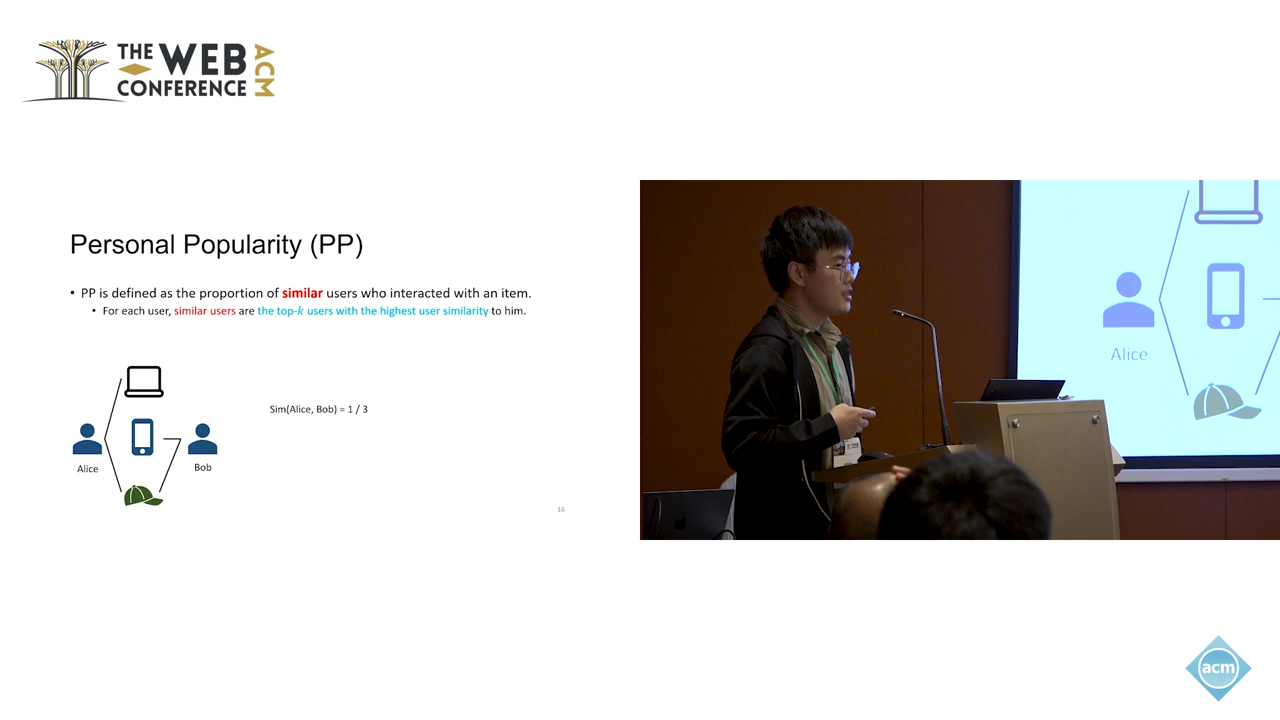 THE WEB
CONFERENCE
ACM
Personal Popularity (PP)
• PP is defined as the proportion of similar users who interacted with an item.
• For each user, similar users are the top-k users with the highest user similarity to him.
Sim(Alice, Bob) = 1 / 3
Alice
Bob
16
Alice
acm